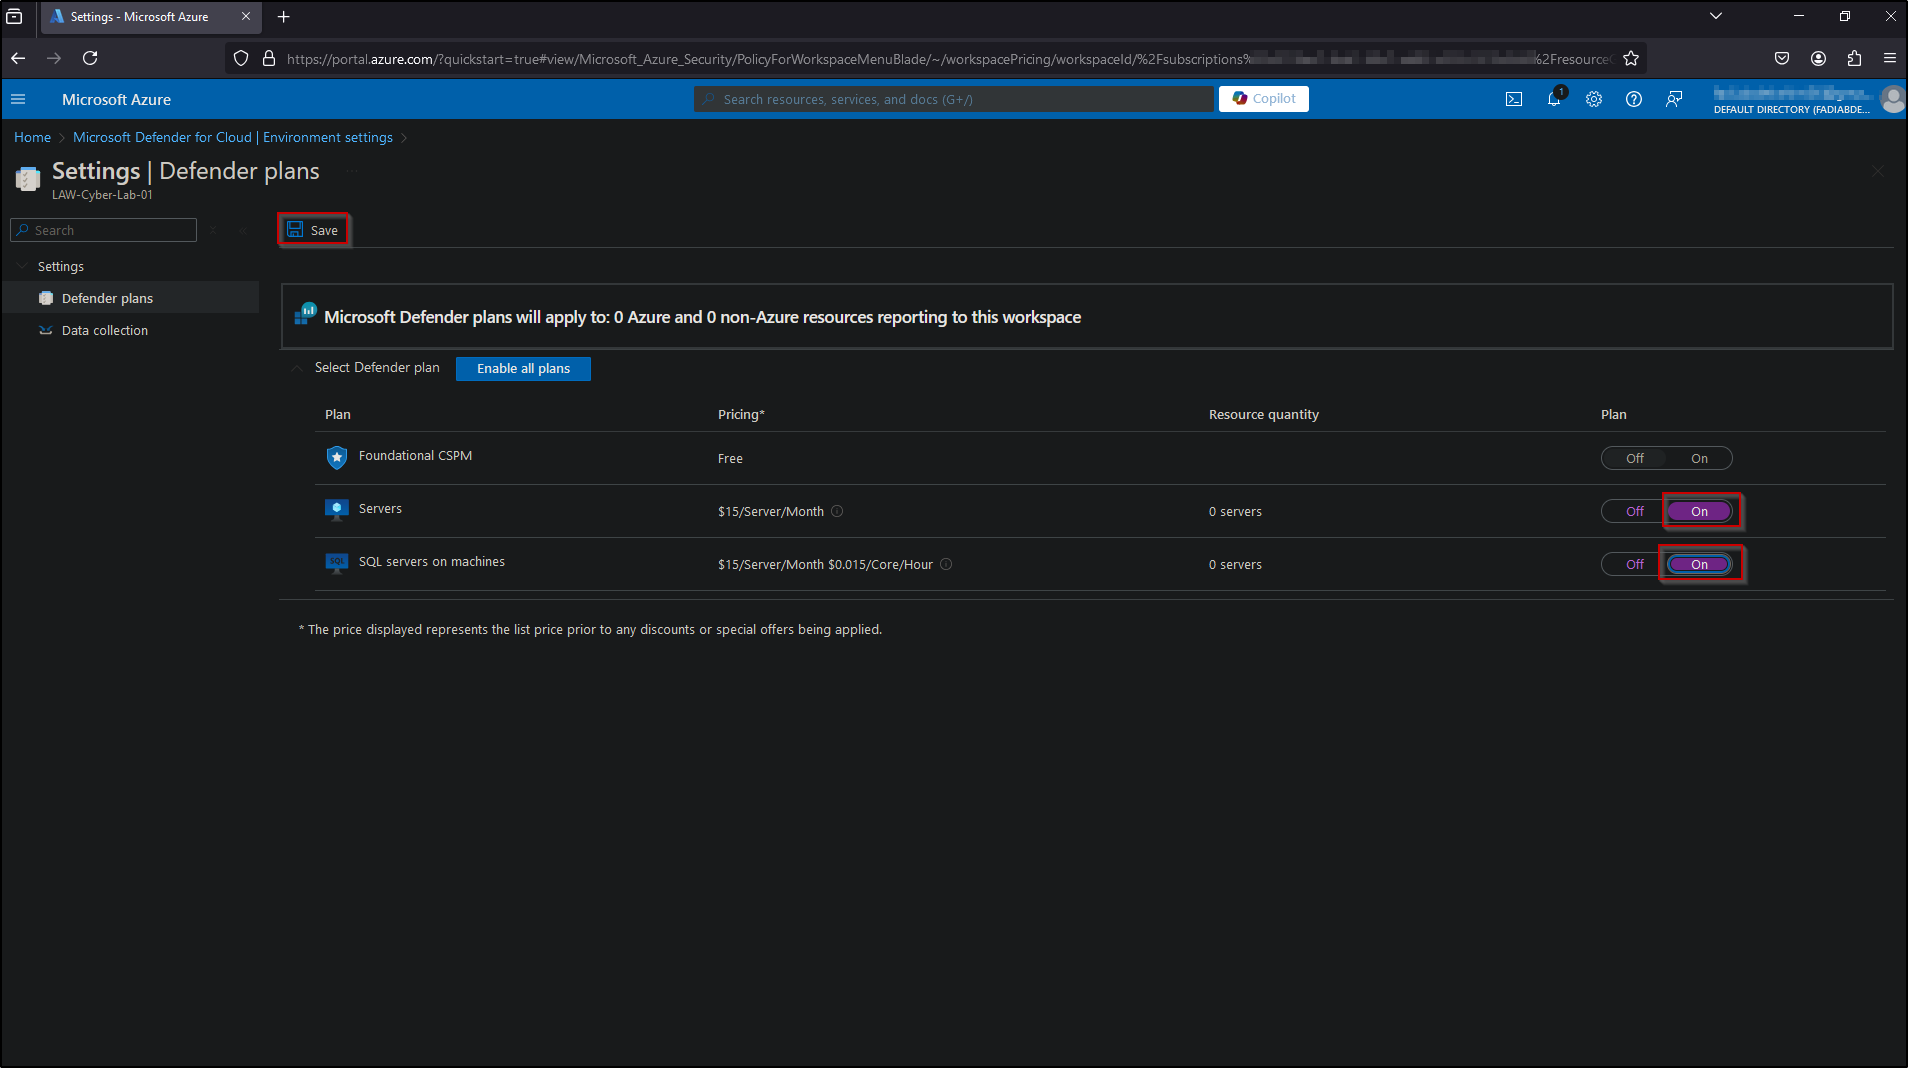 Settings - Microsoft Azure
https://portal.azure.com/?quickstart=true#view/Microsoft_Azure_Security/PolicyForWorkspaceMenuBlade/~/workspacePricing/workspaceId/%2Fsubscriptions% %2Fresource
Microsoft Azure
Search resources, services, and docs (G+/)
Copilot
1
DEFAULT DIRECTORY (FADIABDE...
Home > Microsoft Defender for Cloud | Environment settings >
Settings | Defender plans ...
LAW-Cyber-Lab-01
Search
Save
Settings
Defender plans
Data collection
Microsoft Defender plans will apply to: 0 Azure and 0 non-Azure resources reporting to this workspace
Select Defender plan Enable all plans
Plan Pricing* Resource quantity Plan
Foundational CSPM Free Off On
Servers $15/Server/Month 0 servers Off On
SQL SQL servers on machines $15/Server/Month $0.015/Core/Hour 0 servers Off On
* The price displayed represents the list price prior to any discounts or special offers being applied.